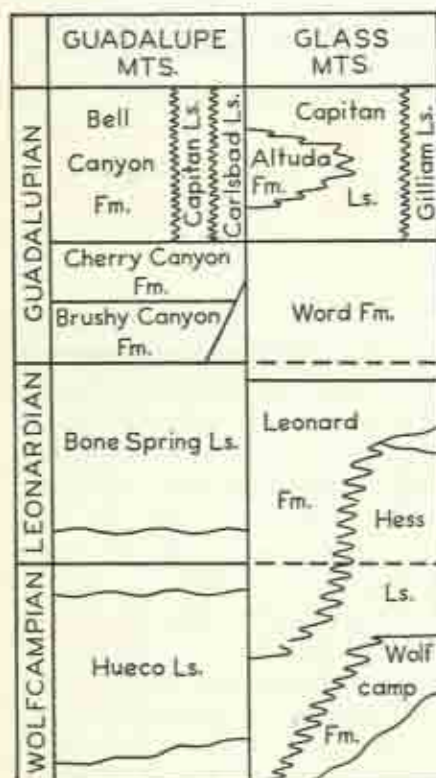 GUADALUPE
MTS.
GLASS
MTS.
GUADALUPIAN
Bell
Canyon
Fm.
Capitan Ls.
Carlsbad Ls.
Capitan
Altuda
Fm.
Ls.
Gilliam Ls.
Cherry Canyon
Fm.
Brushy Canyon
Fm.
Word Fm.
LEONARDIAN
Bone Spring Ls.
Leonard
Fm.
Hess
Ls.
WOLFCAMPIAN
Hueco Ls.
Wolf
camp
Fm.